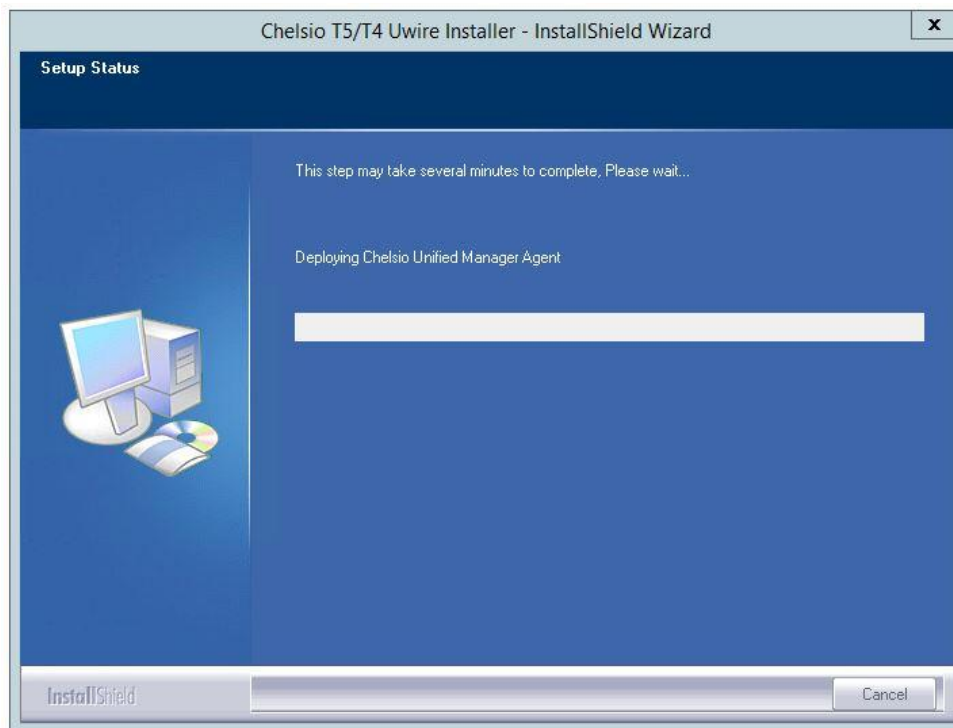 Chelsio T5/T4 Uwire Installer - InstallShield Wizard
x
Setup Status
This step may take several minutes to complete, Please wait...
Deploying Chelsio Unified Manager Agent
InstallShield
Cancel